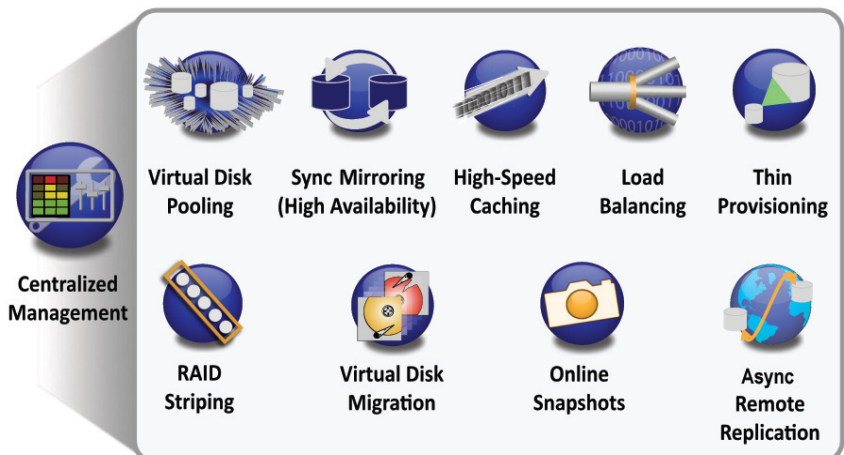 Centralized
Management
Virtual Disk
Pooling
Sync Mirroring
(High Availability)
High-Speed
Caching
Load
Balancing
Thin
Provisioning
RAID
Striping
Virtual Disk
Migration
Online
Snapshots
Async
Remote
Replication